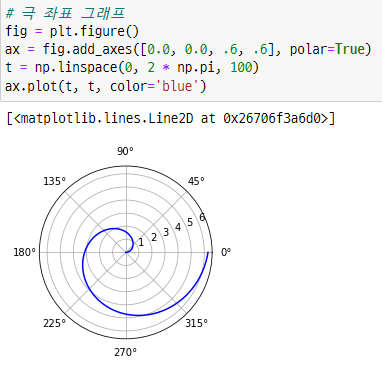 # 극 좌표 그래프
fig = plt.figure()
ax = fig.add_axes([0.0, 0.0, .6, .6], polar=True)
t = np.linspace(0, 2 * np.pi, 100)
ax.plot(t, t, color='blue')
[<matplotlib.lines.Line2D at 0x26706f3a6d0>]
90°
135° 45°
1 2 3 4 5 6
180° 0°
225° 315°
270°